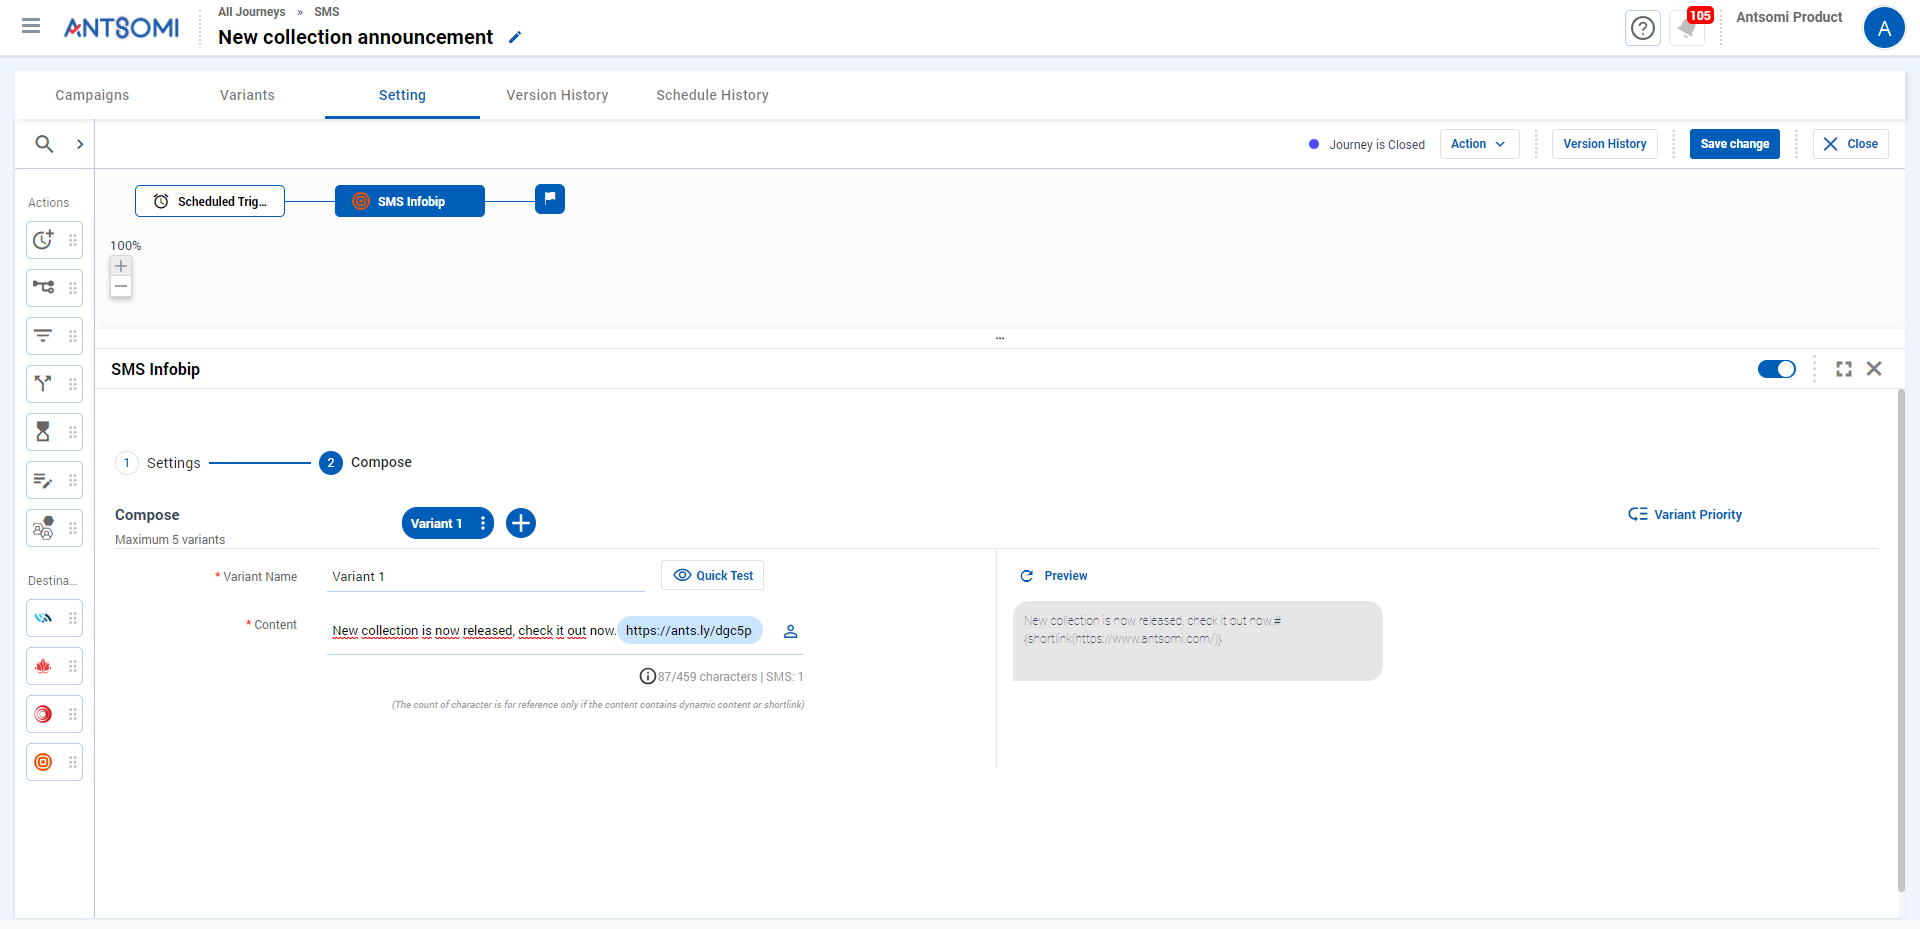 ANTSOMI
All Journeys » SMS
New collection announcement
105
Antsomi Product
A
Campaigns
Variants
Setting
Version History
Schedule History
Journey is Closed
Action
Version History
Save change
Close
Actions
Scheduled Trig...
SMS Infobip
100%
...
SMS Infobip
1 Settings
2 Compose
Compose
Maximum 5 variants
Variant 1
Variant Priority
* Variant Name
Variant 1
Quick Test
Preview
* Content
New collection is now released, check it out now. https://ants.ly/dgc5p
New collection is now released, check it out now.#
{shortlink(https://www.antsomi.com/)}
87/459 characters | SMS: 1
(The count of character is for reference only if the content contains dynamic content or shortlink)
Destina...